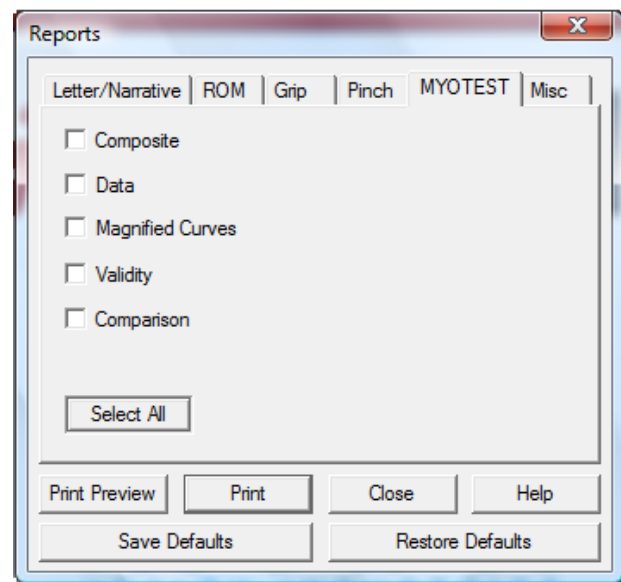 Reports
Letter/Narrative ROM Grip Pinch MYOTEST Misc
Composite
Data
Magnified Curves
Validity
Comparison
Select All
Print Preview Print Close Help
Save Defaults Restore Defaults